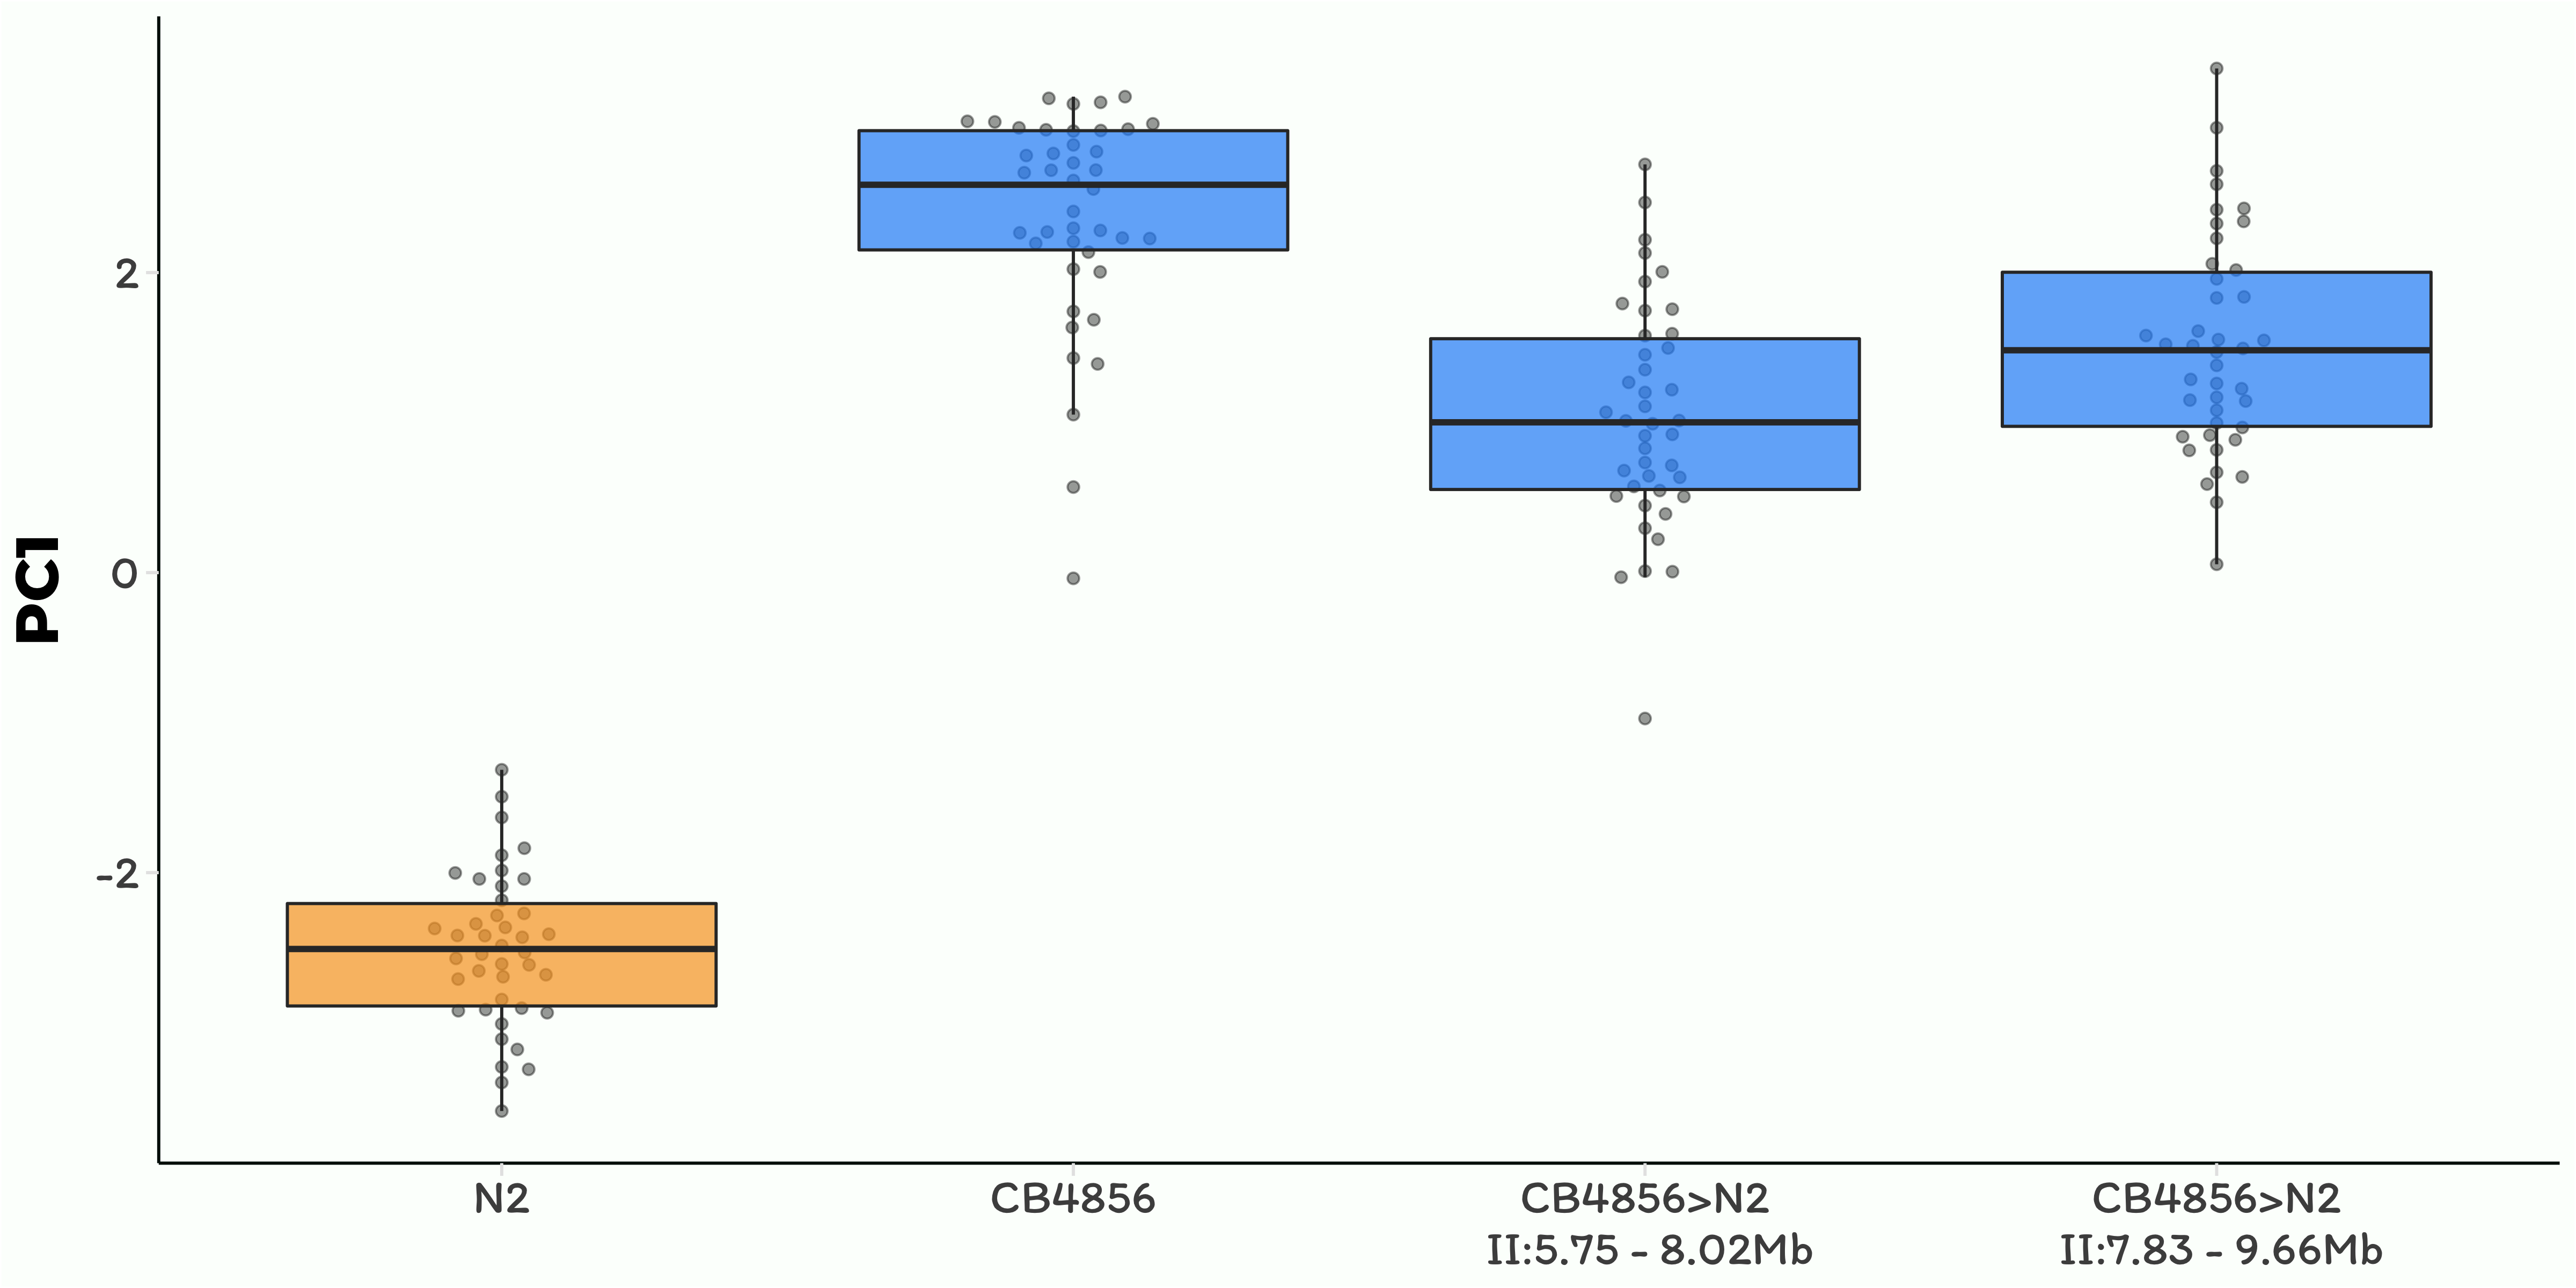 PC1
2
0
-2
N2
CB4856
CB4856>N2
II:5.75 - 8.02Mb
CB4856>N2
II:7.83 - 9.66Mb